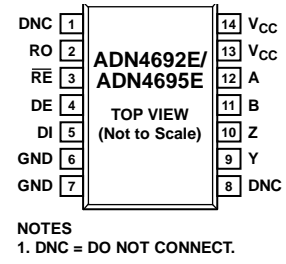 DNC 1
RO 2
RE 3
DE 4
DI 5
GND 6
GND 7
ADN4692E/
ADN4695E
TOP VIEW
(Not to Scale)
14 VCC
13 VCC
12 A
11 B
10 Z
9 Y
8 DNC
NOTES
1. DNC = DO NOT CONNECT.